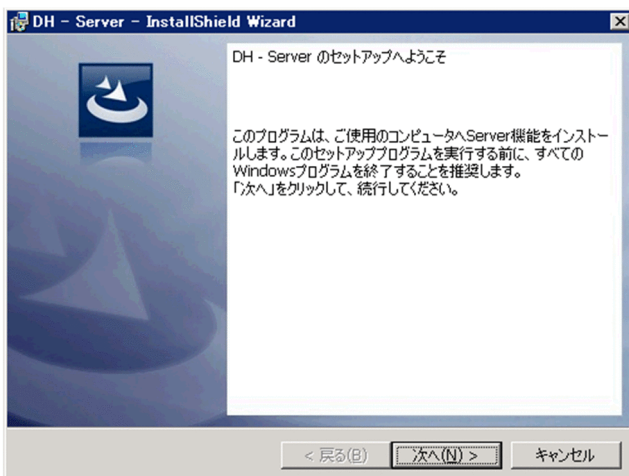 DH - Server - InstallShield Wizard
DH - Server のセットアップへようこそ
このプログラムは、ご使用のコンピュータへServer機能をインストー
ルします。このセットアッププログラムを実行する前に、すべての
Windowsプログラムを終了することを推奨します。
「次へ」をクリックして、続行してください。
< 戻る(B)
次へ(N) >
キャンセル